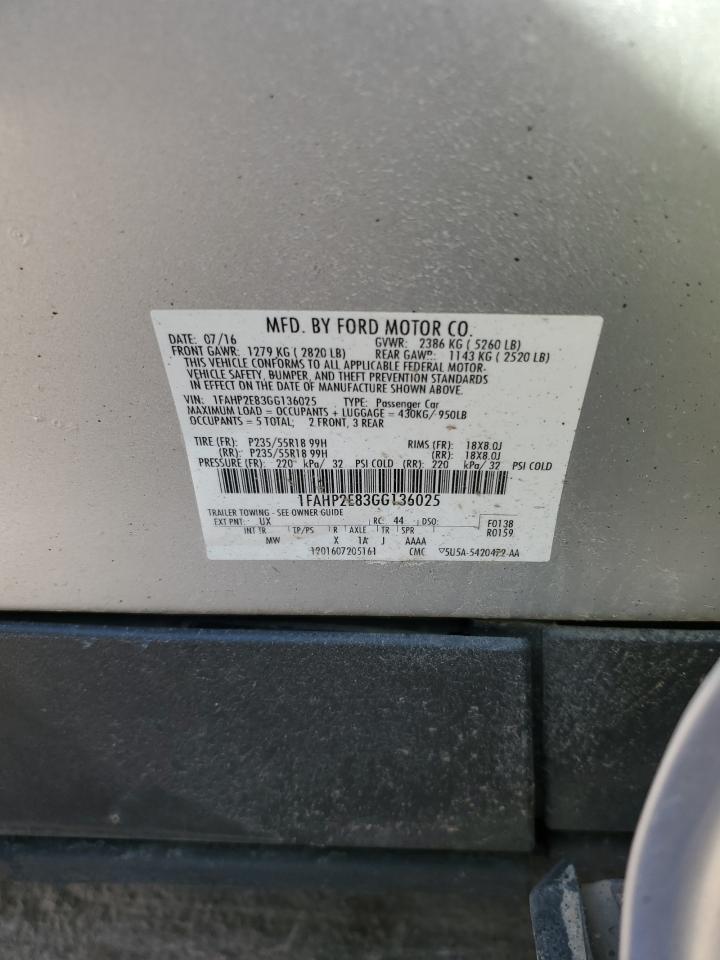 MFD. BY FORD MOTOR CO.
DATE: 07/16 GVWR: 2386 KG ( 5260 LB)
FRONT GAWR: 1279 KG ( 2820 LB) REAR GAWR: 1143 KG ( 2520 LB)
THIS VEHICLE CONFORMS TO ALL APPLICABLE FEDERAL MOTOR
VEHICLE SAFETY, BUMPER, AND THEFT PREVENTION STANDARDS
IN EFFECT ON THE DATE OF MANUFACTURE SHOWN ABOVE.
VIN: 1FAHP2E83GG136025 TYPE: Passenger Car
MAXIMUM LOAD = OCCUPANTS + LUGGAGE = 430KG/ 950LB
OCCUPANTS = 5 TOTAL; 2 FRONT, 3 REAR
TIRE (FR): P235/55R18 99H RIMS (FR): 18X8.0J
(RR): P235/55R18 99H (RR): 18X8.0J
PRESSURE (FR): 220 kPa/ 32 PSI COLD (RR): 220 kPa/ 32 PSI COLD
1FAHP2E83GG136025
TRAILER TOWING - SEE OWNER GUIDE
EXT PNT: UX RC: 44 DSO: F0138
INT TR TP/PS R AXLE TR SPR R0159
MW X 1A J AAAA
1201607205161 CMC ▽5U5A-5420472-AA